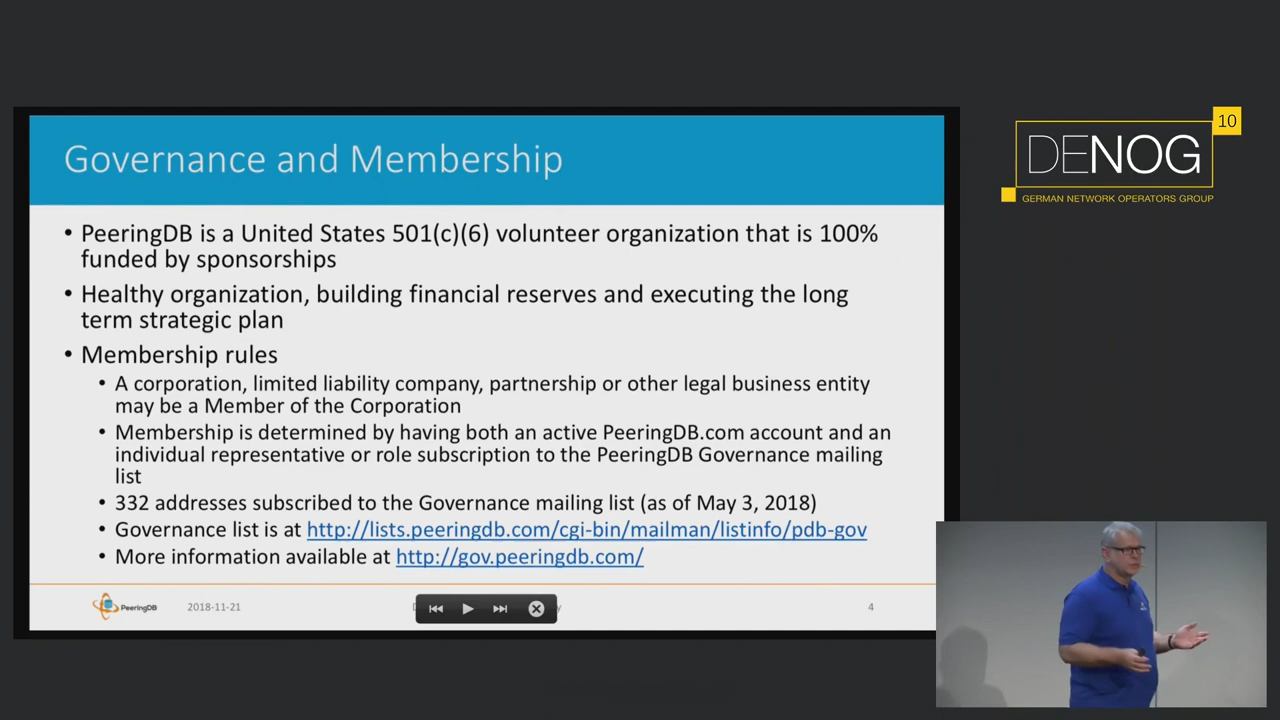 Governance and Membership
• PeeringDB is a United States 501(c)(6) volunteer organization that is 100%
funded by sponsorships
• Healthy organization, building financial reserves and executing the long
term strategic plan
• Membership rules
• A corporation, limited liability company, partnership or other legal business entity
may be a Member of the Corporation
• Membership is determined by having both an active PeeringDB.com account and an
individual representative or role subscription to the PeeringDB Governance mailing
list
• 332 addresses subscribed to the Governance mailing list (as of May 3, 2018)
• Governance list is at http://lists.peeringdb.com/cgi-bin/mailman/listinfo/pdb-gov
• More information available at http://gov.peeringdb.com/
PeeringDB
2018-11-21
4
DENOG
10
GERMAN NETWORK OPERATORS GROUP